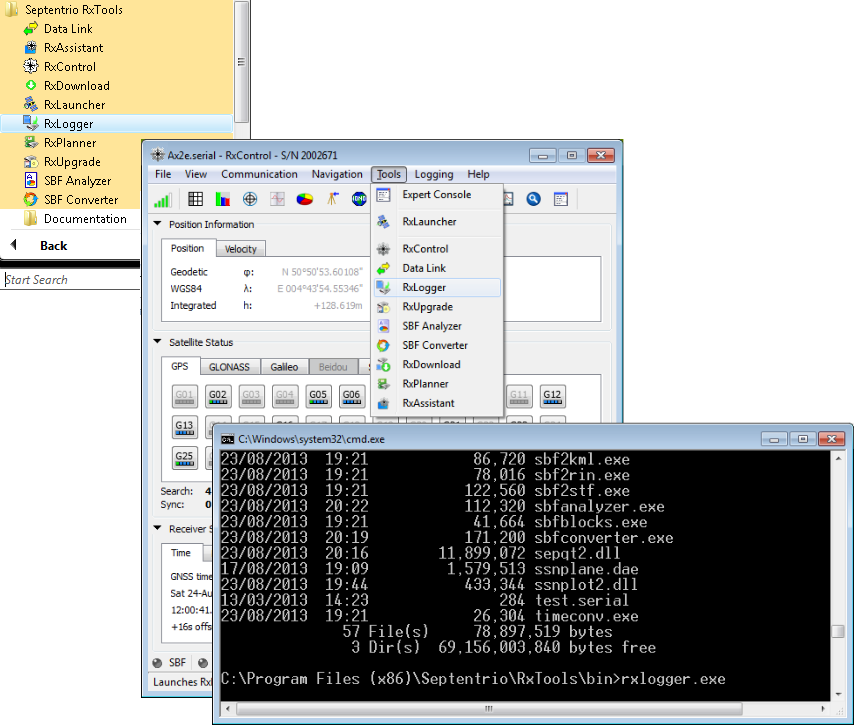 Septentrio RxTools
Data Link
RxAssistant
RxControl
RxDownload
RxLauncher
RxLogger
RxPlanner
RxUpgrade
SBF Analyzer
SBF Converter
Documentation
Back
Start Search
Ax2e.serial - RxControl - S/N 2002671
File View Communication Navigation Tools Logging Help
Expert Console
RxLauncher
RxControl
Data Link
RxLogger
RxUpgrade
SBF Analyzer
SBF Converter
RxDownload
RxPlanner
RxAssistant
Position Information
Position Velocity
Geodetic φ: N 50°50'53.60108"
WGS84 λ: E 004°43'54.55346"
Integrated h: +128.619m
Satellite Status
GPS GLONASS Galileo Beidou
G01 G02 G03 G04 G05 G06 G11 G12
G13
G25
Search: 4
Sync: 0
Receiver S
Time
GNSS time
Sat 24-Au
12:00:41.
+16s offs
SBF
Launches RxL
C:\Windows\system32\cmd.exe
23/08/2013 19:21 86,720 sbf2kml.exe
23/08/2013 19:21 78,016 sbf2rin.exe
23/08/2013 19:21 122,560 sbf2stf.exe
23/08/2013 20:22 112,320 sbfanalyzer.exe
23/08/2013 19:21 41,664 sbfblocks.exe
23/08/2013 20:19 171,200 sbfconverter.exe
23/08/2013 20:16 11,899,072 sepqt2.dll
17/08/2013 19:09 1,579,513 ssnplane.dae
23/08/2013 19:44 433,344 ssnplot2.dll
13/03/2013 14:23 284 test.serial
23/08/2013 19:21 26,304 timeconv.exe
57 File(s) 78,897,519 bytes
3 Dir(s) 69,156,003,840 bytes free
C:\Program Files (x86)\Septentrio\RxTools\bin>rxlogger.exe